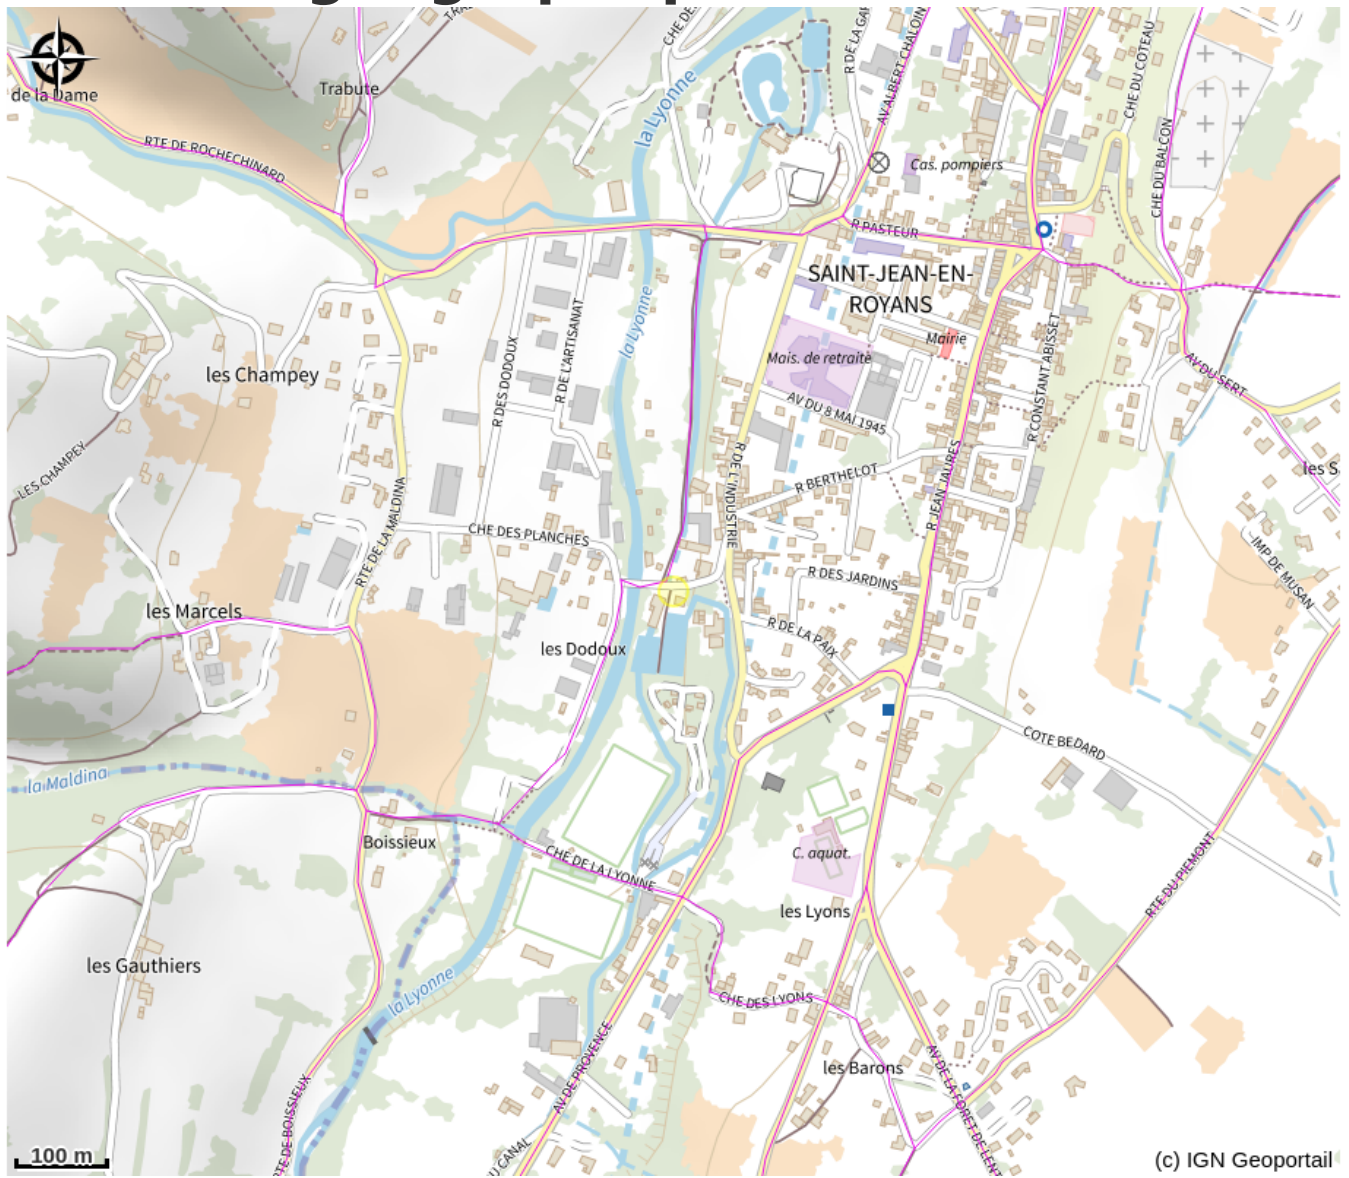 CHE DE
la Lyonne
R DE LA GAR
AV ALBERT CHALOIN
CHE DU COTEAU
de la Dame
Trabute
RTE DE ROCHECHINARD
Cas. pompiers
CHE DU BALCON
R PASTEUR
SAINT-JEAN-EN-
ROYANS
la Lyonne
Mairie
Mais. de retraite
R CONSTANT ABISSET
AV DU SERT
les Champey
R DES DODOUX
R DE L'ARTISANAT
AV DU 8 MAI 1945
LES CHAMPEY
RTE DE LA MALDINA
R DE L'INDUSTRIE
R BERTHELOT
R JEAN JAURES
les S
CHE DES PLANCHES
IMP DE MUSAN
R DES JARDINS
les Marcels
R DE LA PAIX
les Dodoux
COTE BEDARD
la Maldina
Boissieux
CHE DE LA LYONNE
C. aquat.
RTE DU PIEMONT
les Lyons
les Gauthiers
la Lyonne
CHE DES LYONS
AV DE PROVENCE
les Barons
AV DE LA FORET DE LENT
TE DE BOISSIEUX
U CANAL
100 m
(c) IGN Geoportail